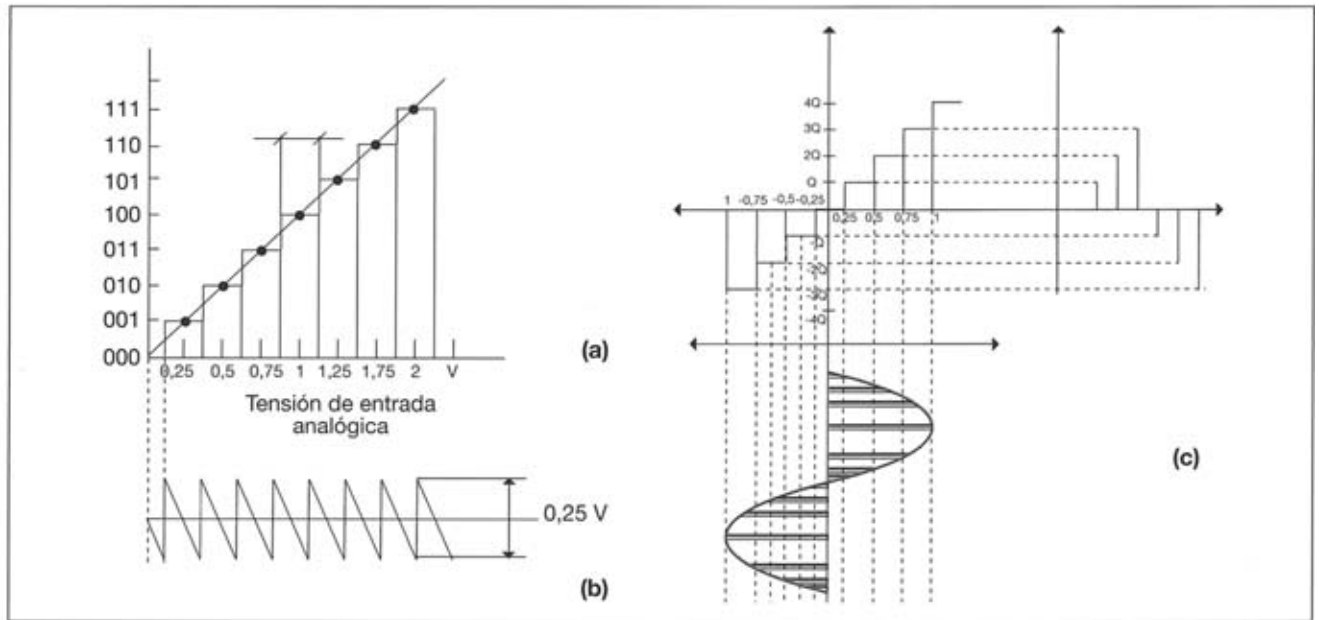 111
110
101
100
011
010
001
000
0,25 0,5 0,75 1 1,25 1,75 2 V
Tensión de entrada
analógica
(a)
0,25 V
(b)
4Q
3Q
2Q
Q
1 -0,75 -0,5 -0,25
0,25 0,5 0,75 1
-Q
-2Q
-3Q
-4Q
(c)